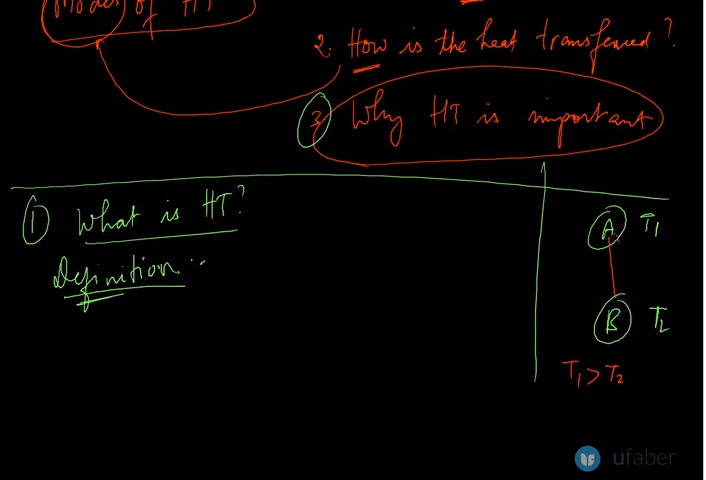 Modes of HT
2. How is the heat transferred?
3 Why HT is important
1 What is HT?
Definition..
A T1
B T2
T1 > T2
ufaber